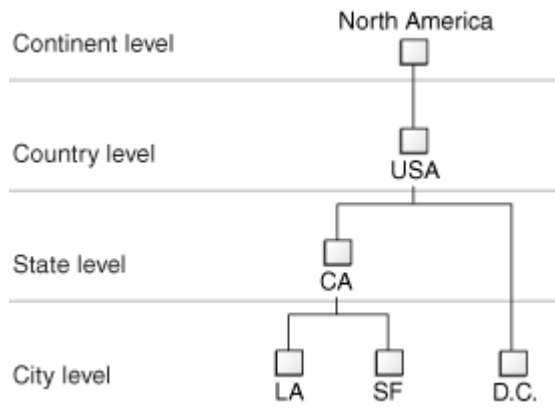 North America
Continent level
Country level
USA
State level
CA
City level
LA
SF
D.C.